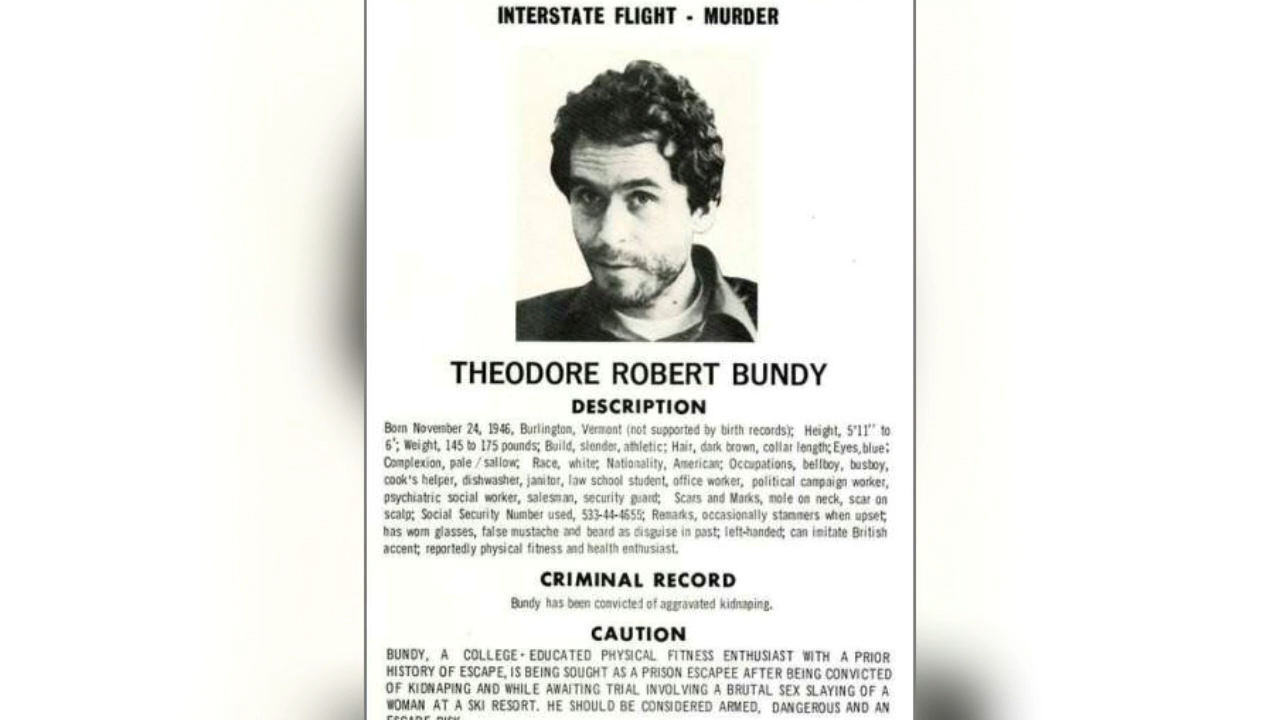 INTERSTATE FLIGHT - MURDER
THEODORE ROBERT BUNDY
DESCRIPTION
Born November 24, 1946, Burlington, Vermont (not supported by birth records); Height, 5'11" to
6'; Weight, 145 to 175 pounds; Build, slender, athletic; Hair, dark brown, collar length; Eyes, blue;
Complexion, pale / sallow; Race, white; Nationality, American; Occupations, bellboy, busboy,
cook's helper, dishwasher, janitor, law school student, office worker, political campaign worker,
psychiatric social worker, salesman, security guard; Scars and Marks, mole on neck, scar on
scalp; Social Security Number used, 533-44-4655; Remarks, occasionally stammers when upset;
has worn glasses, false mustache and beard as disguise in past; left-handed; can imitate British
accent; reportedly physical fitness and health enthusiast.
CRIMINAL RECORD
Bundy has been convicted of aggravated kidnaping.
CAUTION
BUNDY, A COLLEGE-EDUCATED PHYSICAL FITNESS ENTHUSIAST WITH A PRIOR
HISTORY OF ESCAPE, IS BEING SOUGHT AS A PRISON ESCAPEE AFTER BEING CONVICTED
OF KIDNAPING AND WHILE AWAITING TRIAL INVOLVING A BRUTAL SEX SLAYING OF A
WOMAN AT A SKI RESORT. HE SHOULD BE CONSIDERED ARMED, DANGEROUS AND AN
ESCAPE RISK